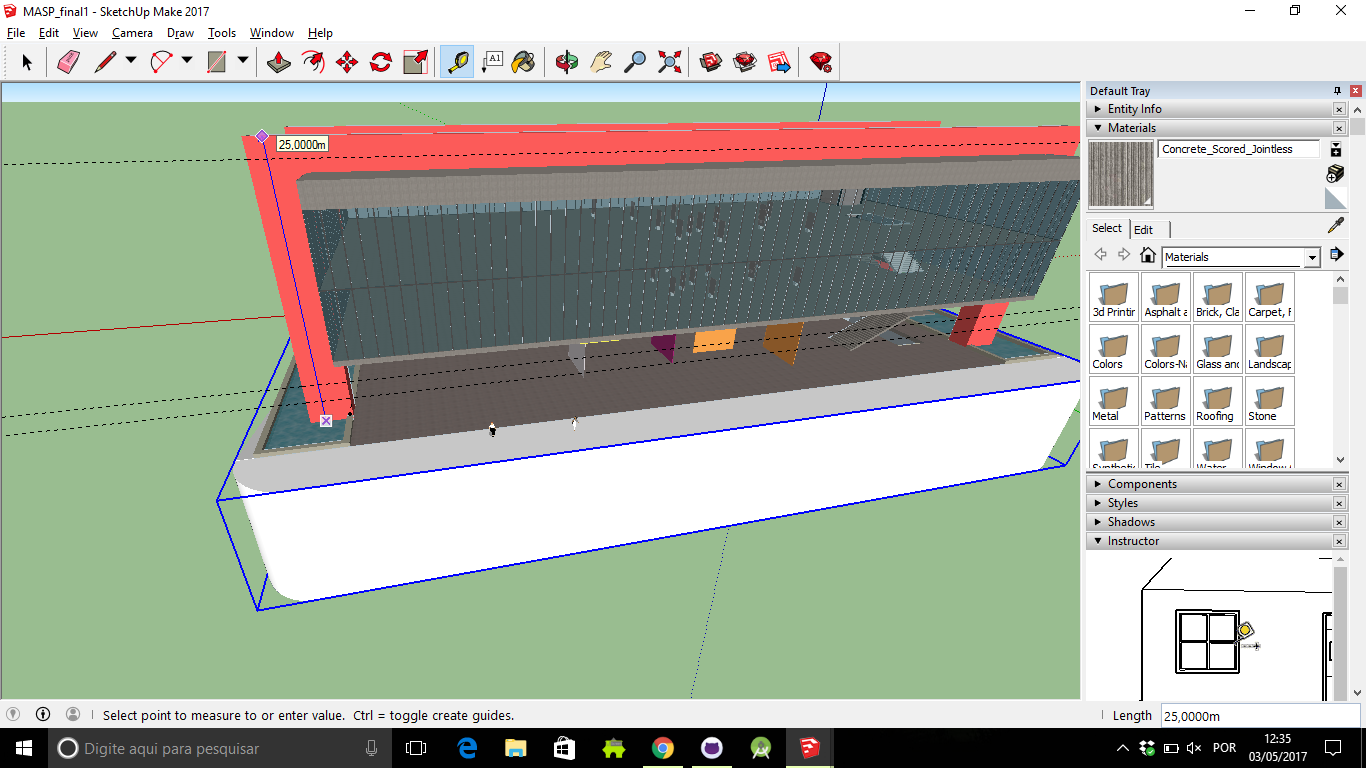 MASP_final1 - SketchUp Make 2017
File Edit View Camera Draw Tools Window Help
A1
Default Tray
Entity Info
Materials
Concrete_Scored_Jointless
Select Edit
Materials
3d Printir Asphalt a Brick, Cla Carpet, F
Colors Colors-Na Glass and Landscap
Metal Patterns Roofing Stone
Synthetic Tile Water Window
Components
Styles
Shadows
Instructor
25,0000m
Select point to measure to or enter value. Ctrl = toggle create guides.
Length 25,0000m
Digite aqui para pesquisar
POR
12:35
03/05/2017